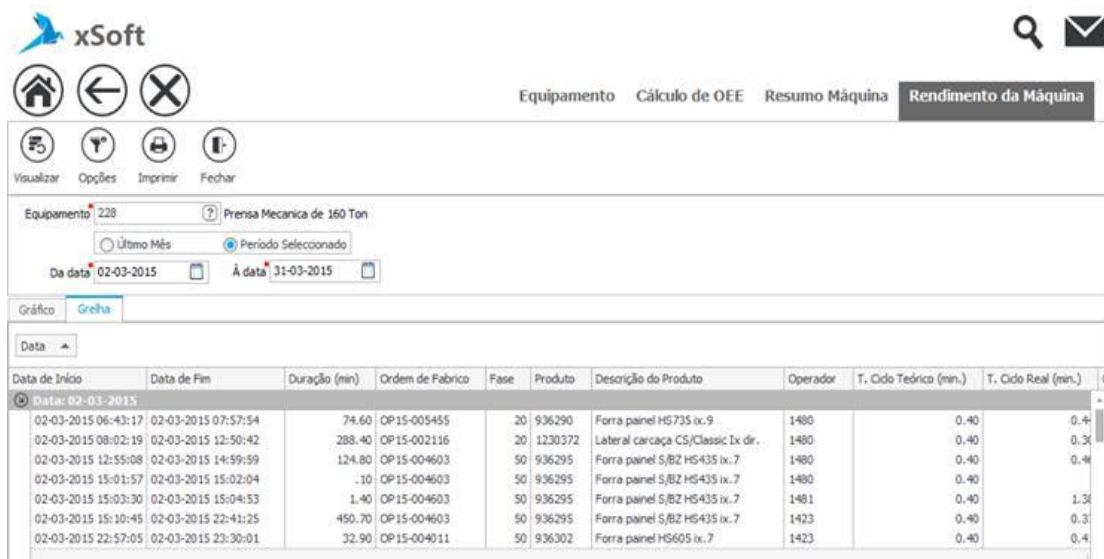 xSoft
Equipamento Cálculo de OEE Resumo Máquina Rendimento da Máquina
Visualizar Opções Imprimir Fechar
Equipamento 228 ? Prensa Mecanica de 160 Ton
Último Mês Período Seleccionado
Da data 02-03-2015 À data 31-03-2015
Gráfico Grelha
Data
Data de Início Data de Fim Duração (min) Ordem de Fabrico Fase Produto Descrição do Produto Operador T. Ciclo Teórico (min.) T. Ciclo Real (min.)
Data: 02-03-2015
02-03-2015 06:43:17 02-03-2015 07:57:54 74.60 OP15-005455 20 936290 Forra painel HS735 ix.9 1480 0.40 0.4
02-03-2015 08:02:19 02-03-2015 12:50:42 288.40 OP15-002116 20 1230372 Lateral carcaça CS/Classic Ix dir. 1480 0.40 0.30
02-03-2015 12:55:08 02-03-2015 14:59:59 124.80 OP15-004603 50 936295 Forra painel S/BZ HS435 ix.7 1480 0.40 0.46
02-03-2015 15:01:57 02-03-2015 15:02:04 .10 OP15-004603 50 936295 Forra painel S/BZ HS435 ix.7 1480 0.40
02-03-2015 15:03:30 02-03-2015 15:04:53 1.40 OP15-004603 50 936295 Forra painel S/BZ HS435 ix.7 1481 0.40 1.38
02-03-2015 15:10:45 02-03-2015 22:41:25 450.70 OP15-004603 50 936295 Forra painel S/BZ HS435 ix.7 1423 0.40 0.37
02-03-2015 22:57:05 02-03-2015 23:30:01 32.90 OP15-004011 50 936302 Forra painel HS605 ix.7 1423 0.40 0.4